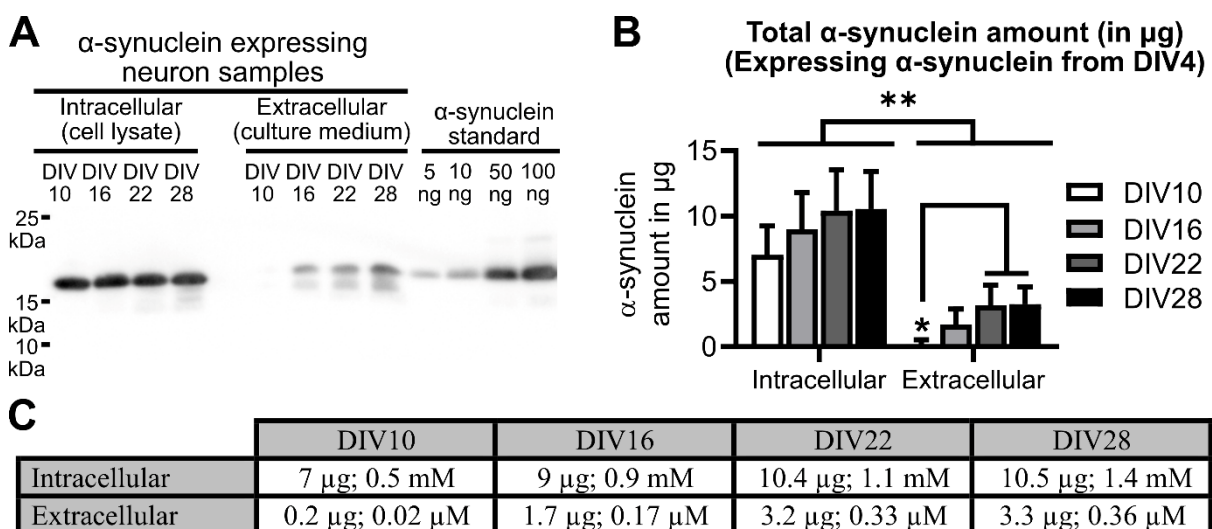 A
α-synuclein expressing
neuron samples
Intracellular
(cell lysate)
Extracellular
(culture medium)
α-synuclein
standard
DIV DIV DIV DIV
10 16 22 28
DIV DIV DIV DIV
10 16 22 28
5 10 50 100
ng ng ng ng
25
kDa
15
kDa
10
kDa
B
Total α-synuclein amount (in µg)
(Expressing α-synuclein from DIV4)
**
α-synuclein
amount in µg
15
10
5
0
*
Intracellular Extracellular
DIV10
DIV16
DIV22
DIV28
C
DIV10 DIV16 DIV22 DIV28
Intracellular 7 µg; 0.5 mM 9 µg; 0.9 mM 10.4 µg; 1.1 mM 10.5 µg; 1.4 mM
Extracellular 0.2 µg; 0.02 µM 1.7 µg; 0.17 µM 3.2 µg; 0.33 µM 3.3 µg; 0.36 µM